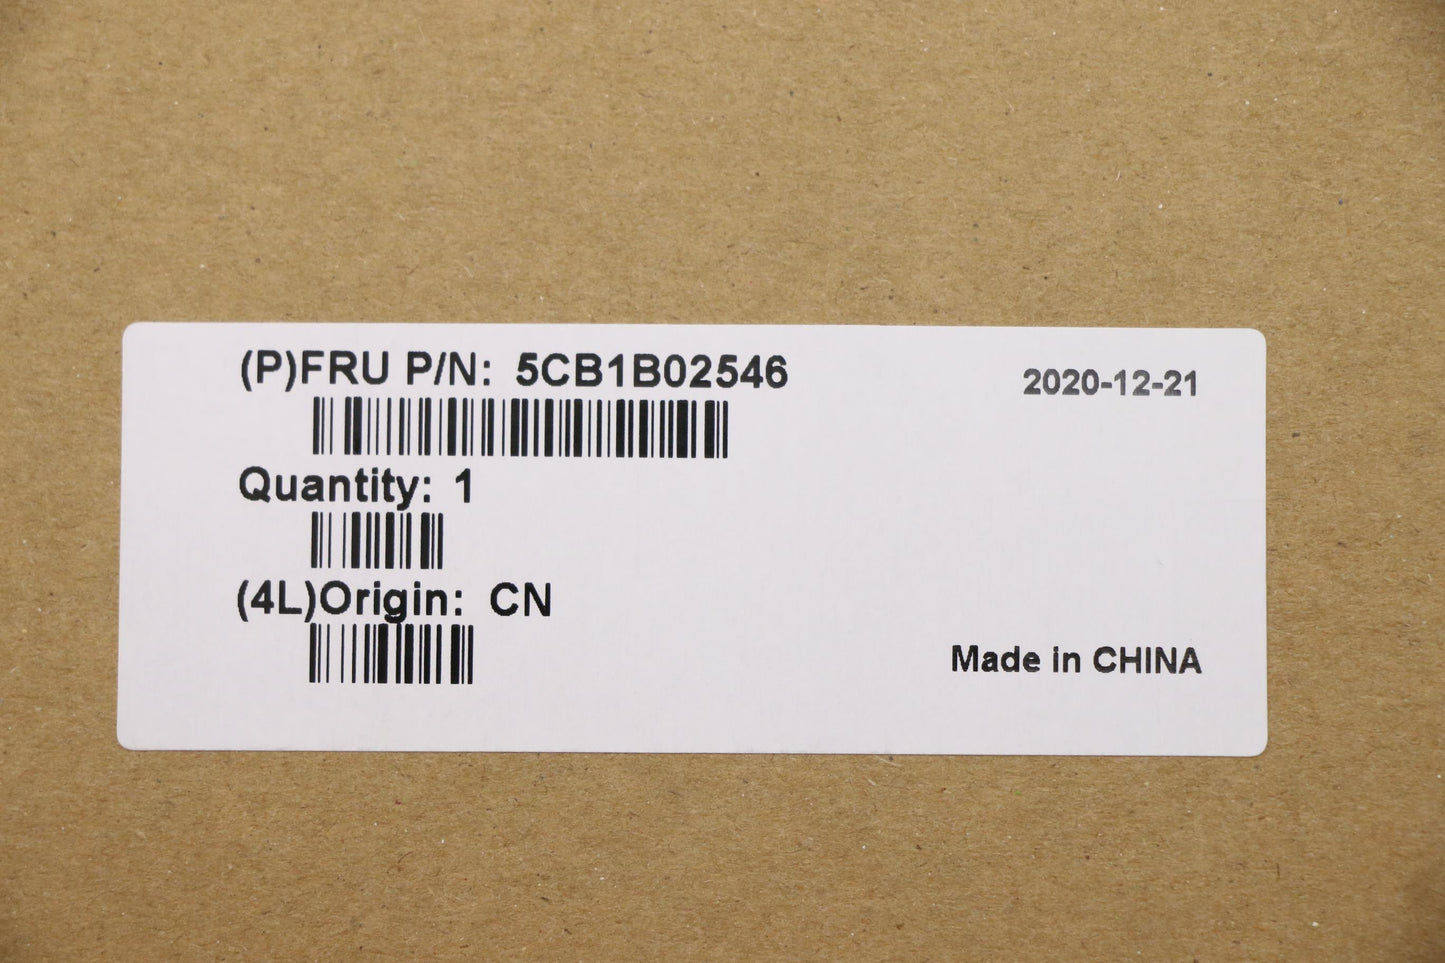 (P)FRU P/N: 5CB1B02546
2020-12-21
Quantity: 1
(4L)Origin: CN
Made in CHINA